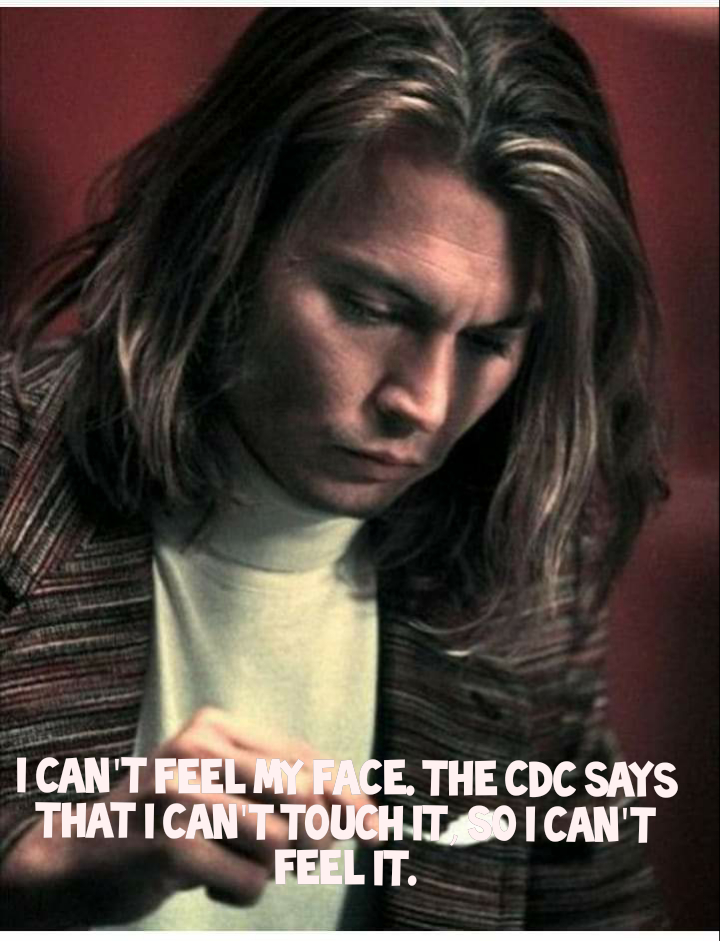 I CAN'T FEEL MY FACE. THE CDC SAYS
THAT I CAN'T TOUCH IT, SO I CAN'T
FEEL IT.